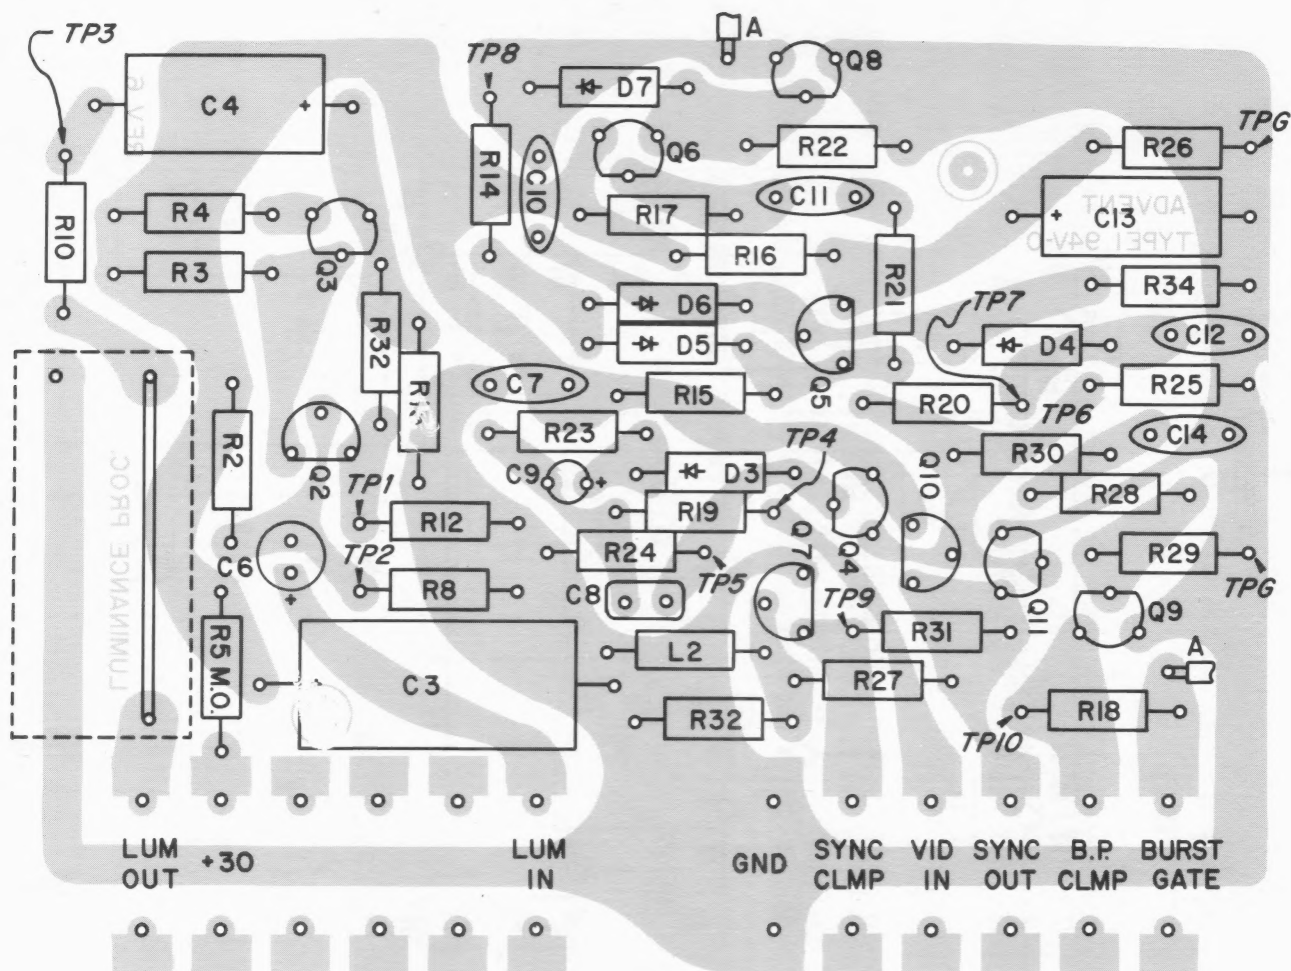 TP3
A
TP8
Q8
D7
C4
+
REV 6
Q6
R22
R26
TPG
R14
C10
C11
ADVENT
TYPE1 94V-0
+ C13
R4
R17
R10
Q3
R16
R21
R3
R34
D6
TP7
R32
D5
D4
C12
C7
R15
Q5
R20
R25
TP6
R23
TP4
C14
R2
Q2
R30
C9
+
D3
Q10
R28
TP1
LUMINANCE PROC.
R12
R19
R24
Q7
Q4
R29
TP5
TPG
C6
+
TP2
R8
C8
TP9
Q11
Q9
R31
R5 M.O.
L2
A
C3
R27
R32
R18
TP10
LUM
OUT
+30
LUM
IN
GND
SYNC
CLMP
VID
IN
SYNC
OUT
B.P.
CLMP
BURST
GATE